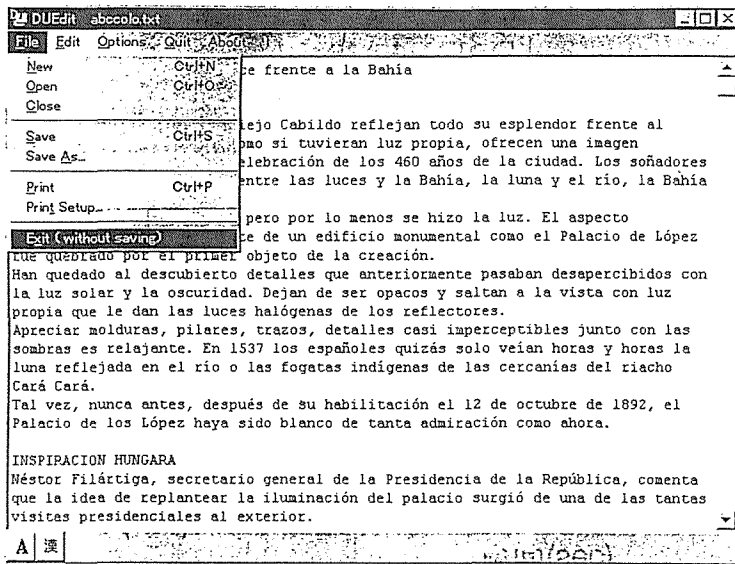 DUEdit abccolo.txt
File Edit Options Quit About
New Ctrl+N
Open Ctrl+O
Close
Save Ctrl+S
Save As...
Print Ctrl+P
Print Setup...
Exit (without saving)
frente a la Bahía
Cabildo reflejan todo su esplendor frente al
si tuvieran luz propia, ofrecen una imagen
de los 460 años de la ciudad. Los soñadores
las luces y la Bahía, la luna y el río, la Bahía
pero por lo menos se hizo la luz. El aspecto
de un edificio monumental como el Palacio de López
fue quebrado por el primer objeto de la creación.
Han quedado al descubierto detalles que anteriormente pasaban desapercibidos con
la luz solar y la oscuridad. Dejan de ser opacos y saltan a la vista con luz
propia que le dan las luces halógenas de los reflectores.
Apreciar molduras, pilares, trazos, detalles casi imperceptibles junto con las
sombras es relajante. En 1537 los españoles quizás solo veían horas y horas la
luna reflejada en el río o las fogatas indígenas de las cercanías del riacho
Cará Cará.
Tal vez, nunca antes, después de su habilitación el 12 de octubre de 1892, el
Palacio de los López haya sido blanco de tanta admiración como ahora.
INSPIRACION HUNGARA
Néstor Filártiga, secretario general de la Presidencia de la República, comenta
que la idea de replantear la iluminación del palacio surgió de una de las tantas
visitas presidenciales al exterior.
A 漢